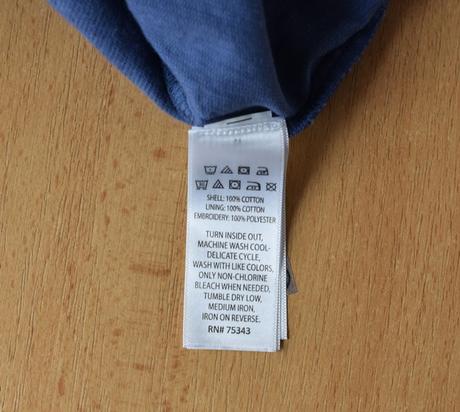 SHELL: 100% COTTON
LINING: 100% COTTON
EMBROIDERY: 100% POLYESTER
TURN INSIDE OUT,
MACHINE WASH COOL-
DELICATE CYCLE,
WASH WITH LIKE COLORS,
ONLY NON-CHLORINE
BLEACH WHEN NEEDED,
TUMBLE DRY LOW,
MEDIUM IRON,
IRON ON REVERSE.
RN# 75343